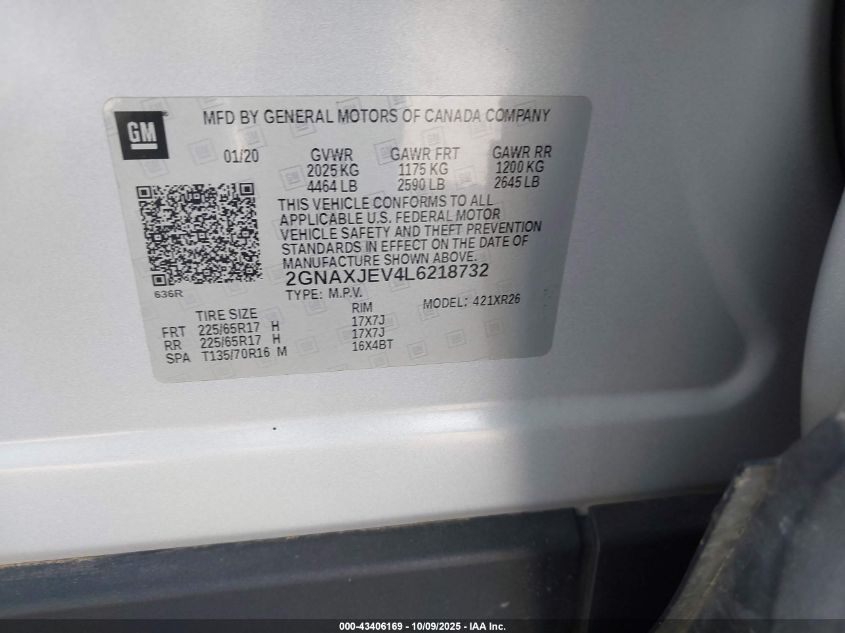 GM
MFD BY GENERAL MOTORS OF CANADA COMPANY
01/20 GVWR GAWR FRT GAWR RR
2025 KG 1175 KG 1200 KG
4464 LB 2590 LB 2645 LB
THIS VEHICLE CONFORMS TO ALL
APPLICABLE U.S. FEDERAL MOTOR
VEHICLE SAFETY AND THEFT PREVENTION
STANDARDS IN EFFECT ON THE DATE OF
MANUFACTURE SHOWN ABOVE.
2GNAXJEV4L6218732
636R
TYPE: M.P.V. MODEL: 421XR26
TIRE SIZE RIM
FRT 225/65R17 H 17X7J
RR 225/65R17 H 17X7J
SPA T135/70R16 M 16X4BT
000-43406169 - 10/09/2025 - IAA Inc.